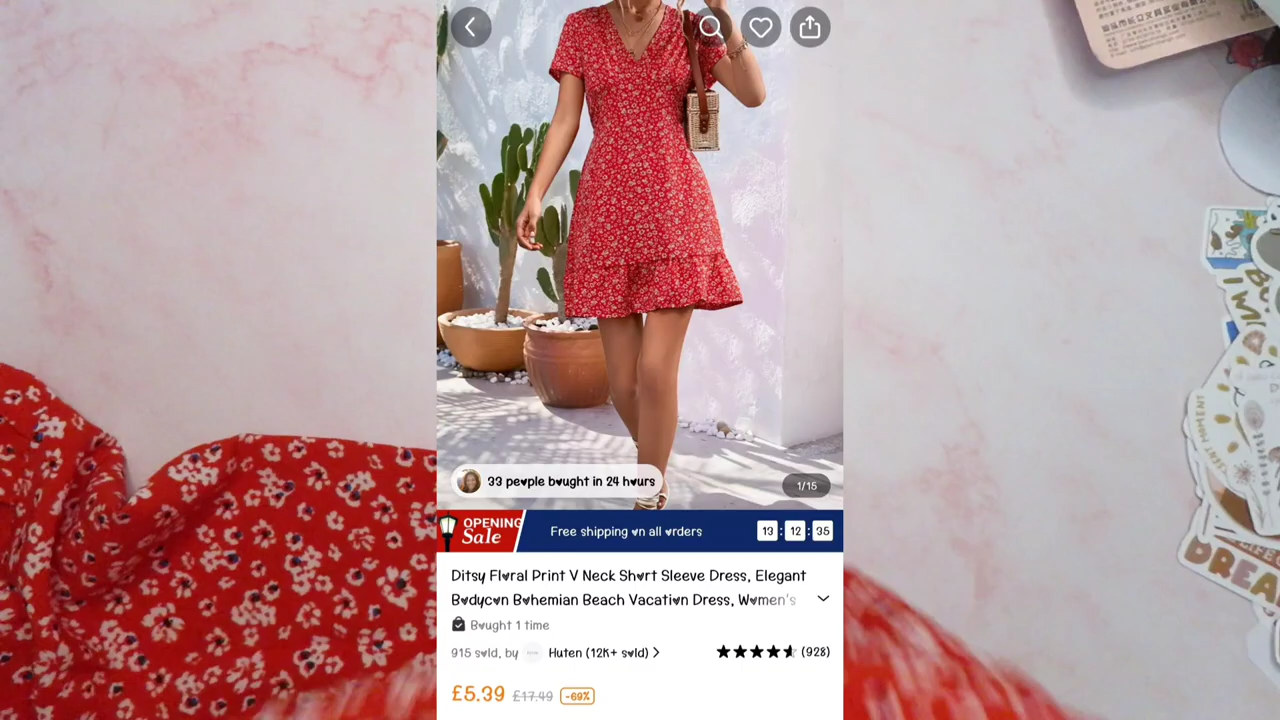 33 people bought in 24 hours
1/15
OPENING
Sale
Free shipping on all orders
13 : 12 : 35
Ditsy Floral Print V Neck Short Sleeve Dress, Elegant
Bodycon Bohemian Beach Vacation Dress, Women's
Bought 1 time
915 sold, by Huten (12K+ sold) >
(928)
£5.39 £17.49 -69%
DREA